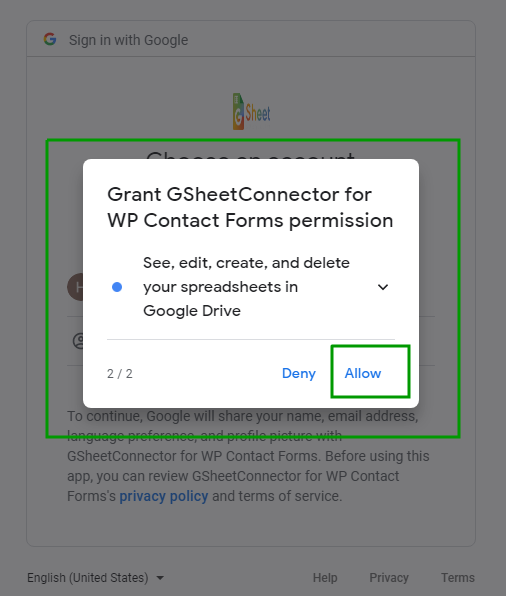 Sign in with Google
G Sheet
Choose an account
Grant GSheetConnector for
WP Contact Forms permission
See, edit, create, and delete
your spreadsheets in
Google Drive
H
2 / 2
Deny
Allow
To continue, Google will share your name, email address,
language preference, and profile picture with
GSheetConnector for WP Contact Forms. Before using this
app, you can review GSheetConnector for WP Contact
Forms's privacy policy and terms of service.
English (United States)
Help
Privacy
Terms